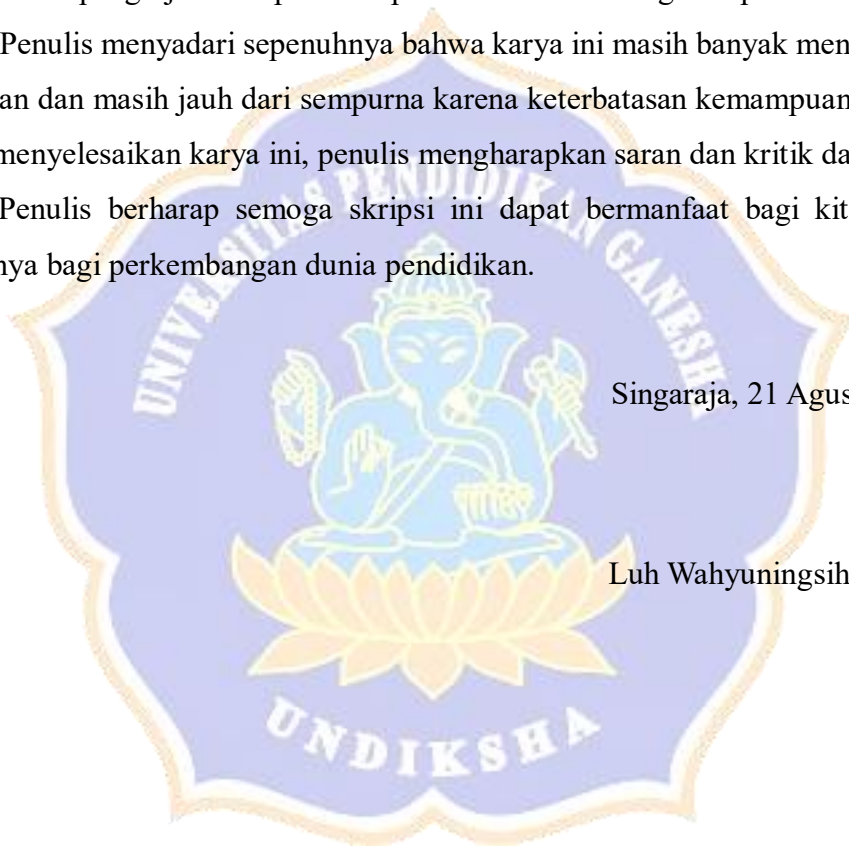 Penulis menyadari sepenuhnya bahwa karya ini masih banyak men
an dan masih jauh dari sempurna karena keterbatasan kemampuan
menyelesaikan karya ini, penulis mengharapkan saran dan kritik da
Penulis berharap semoga skripsi ini dapat bermanfaat bagi kit
nya bagi perkembangan dunia pendidikan.
UNIVERSITAS PENDIDIKAN GANESHA
Singaraja, 21 Agus
Luh Wahyuningsih
UNDIKSHA